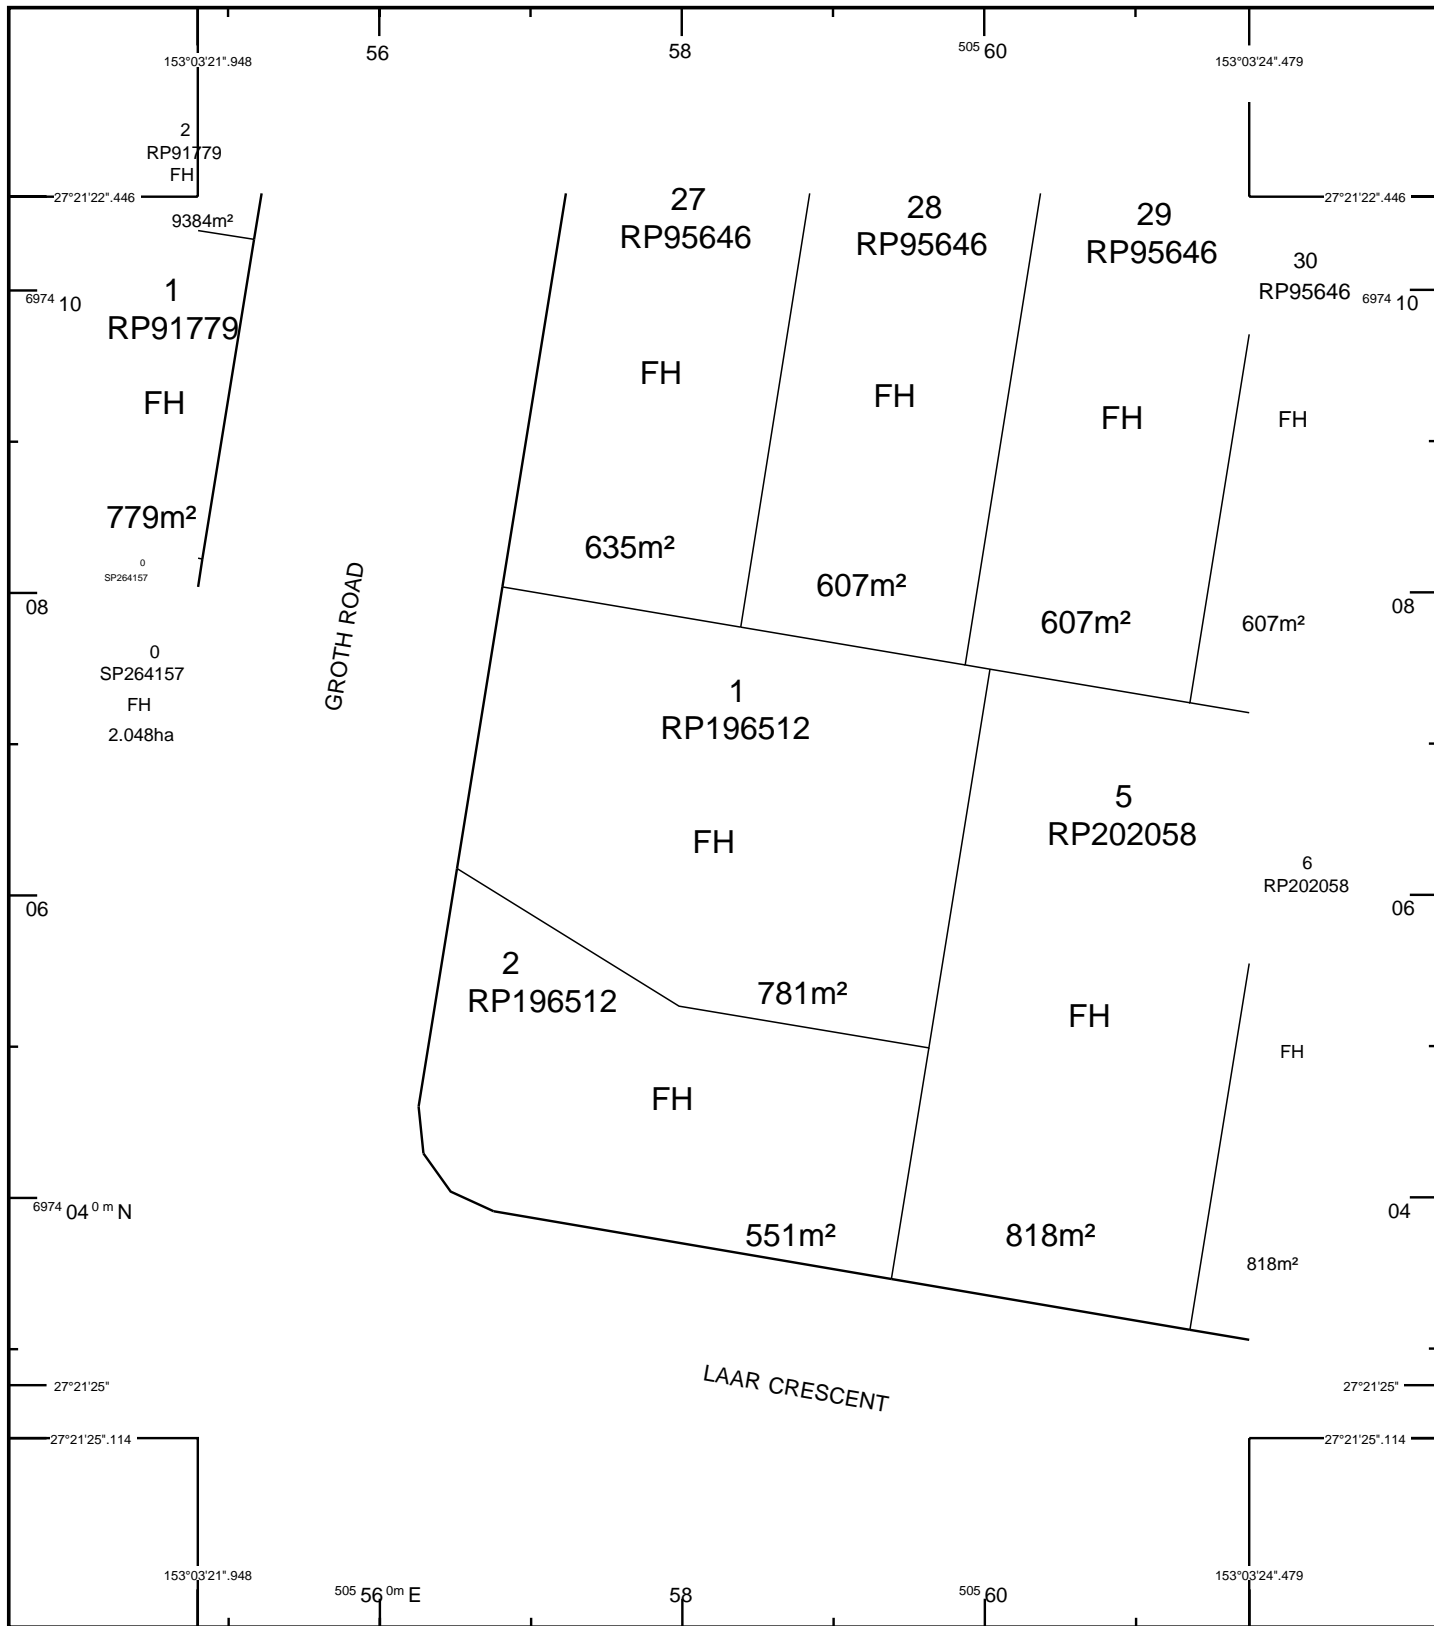 56
58
505 60
153°03'21".948
153°03'24".479
2
RP91779
FH
27°21'22".446
27°21'22".446
9384m²
27
RP95646
28
RP95646
29
RP95646
30
RP95646
6974 10
6974 10
1
RP91779
FH
FH
FH
FH
FH
779m²
635m²
607m²
607m²
607m²
0
SP264157
08
08
GROTH ROAD
0
SP264157
FH
2.048ha
1
RP196512
FH
781m²
5
RP202058
6
RP202058
06
06
2
RP196512
FH
FH
FH
6974 04 0 m N
04
551m²
818m²
818m²
LAAR CRESCENT
27°21'25"
27°21'25"
27°21'25".114
27°21'25".114
153°03'21".948
153°03'24".479
505 56 0m E
58
505 60